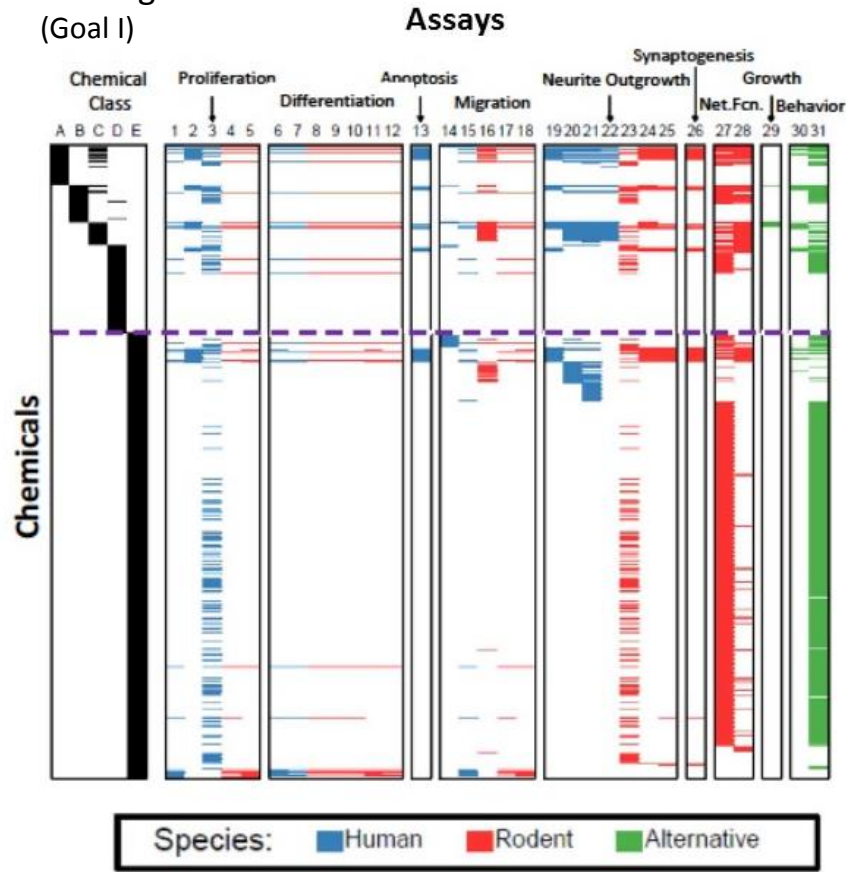 (Goal I)
Assays
Synaptogenesis
Chemical
Class
Proliferation
Apoptosis
Neurite Outgrowth
Growth
Differentiation
Migration
Net.Fcn.
Behavior
A B C D E
1 2 3 4 5
6 7 8 9 10 11 12
13
14 15 16 17 18
19 20 21 22 23 24 25
26
27 28
29
30 31
Chemicals
Species: Human Rodent Alternative